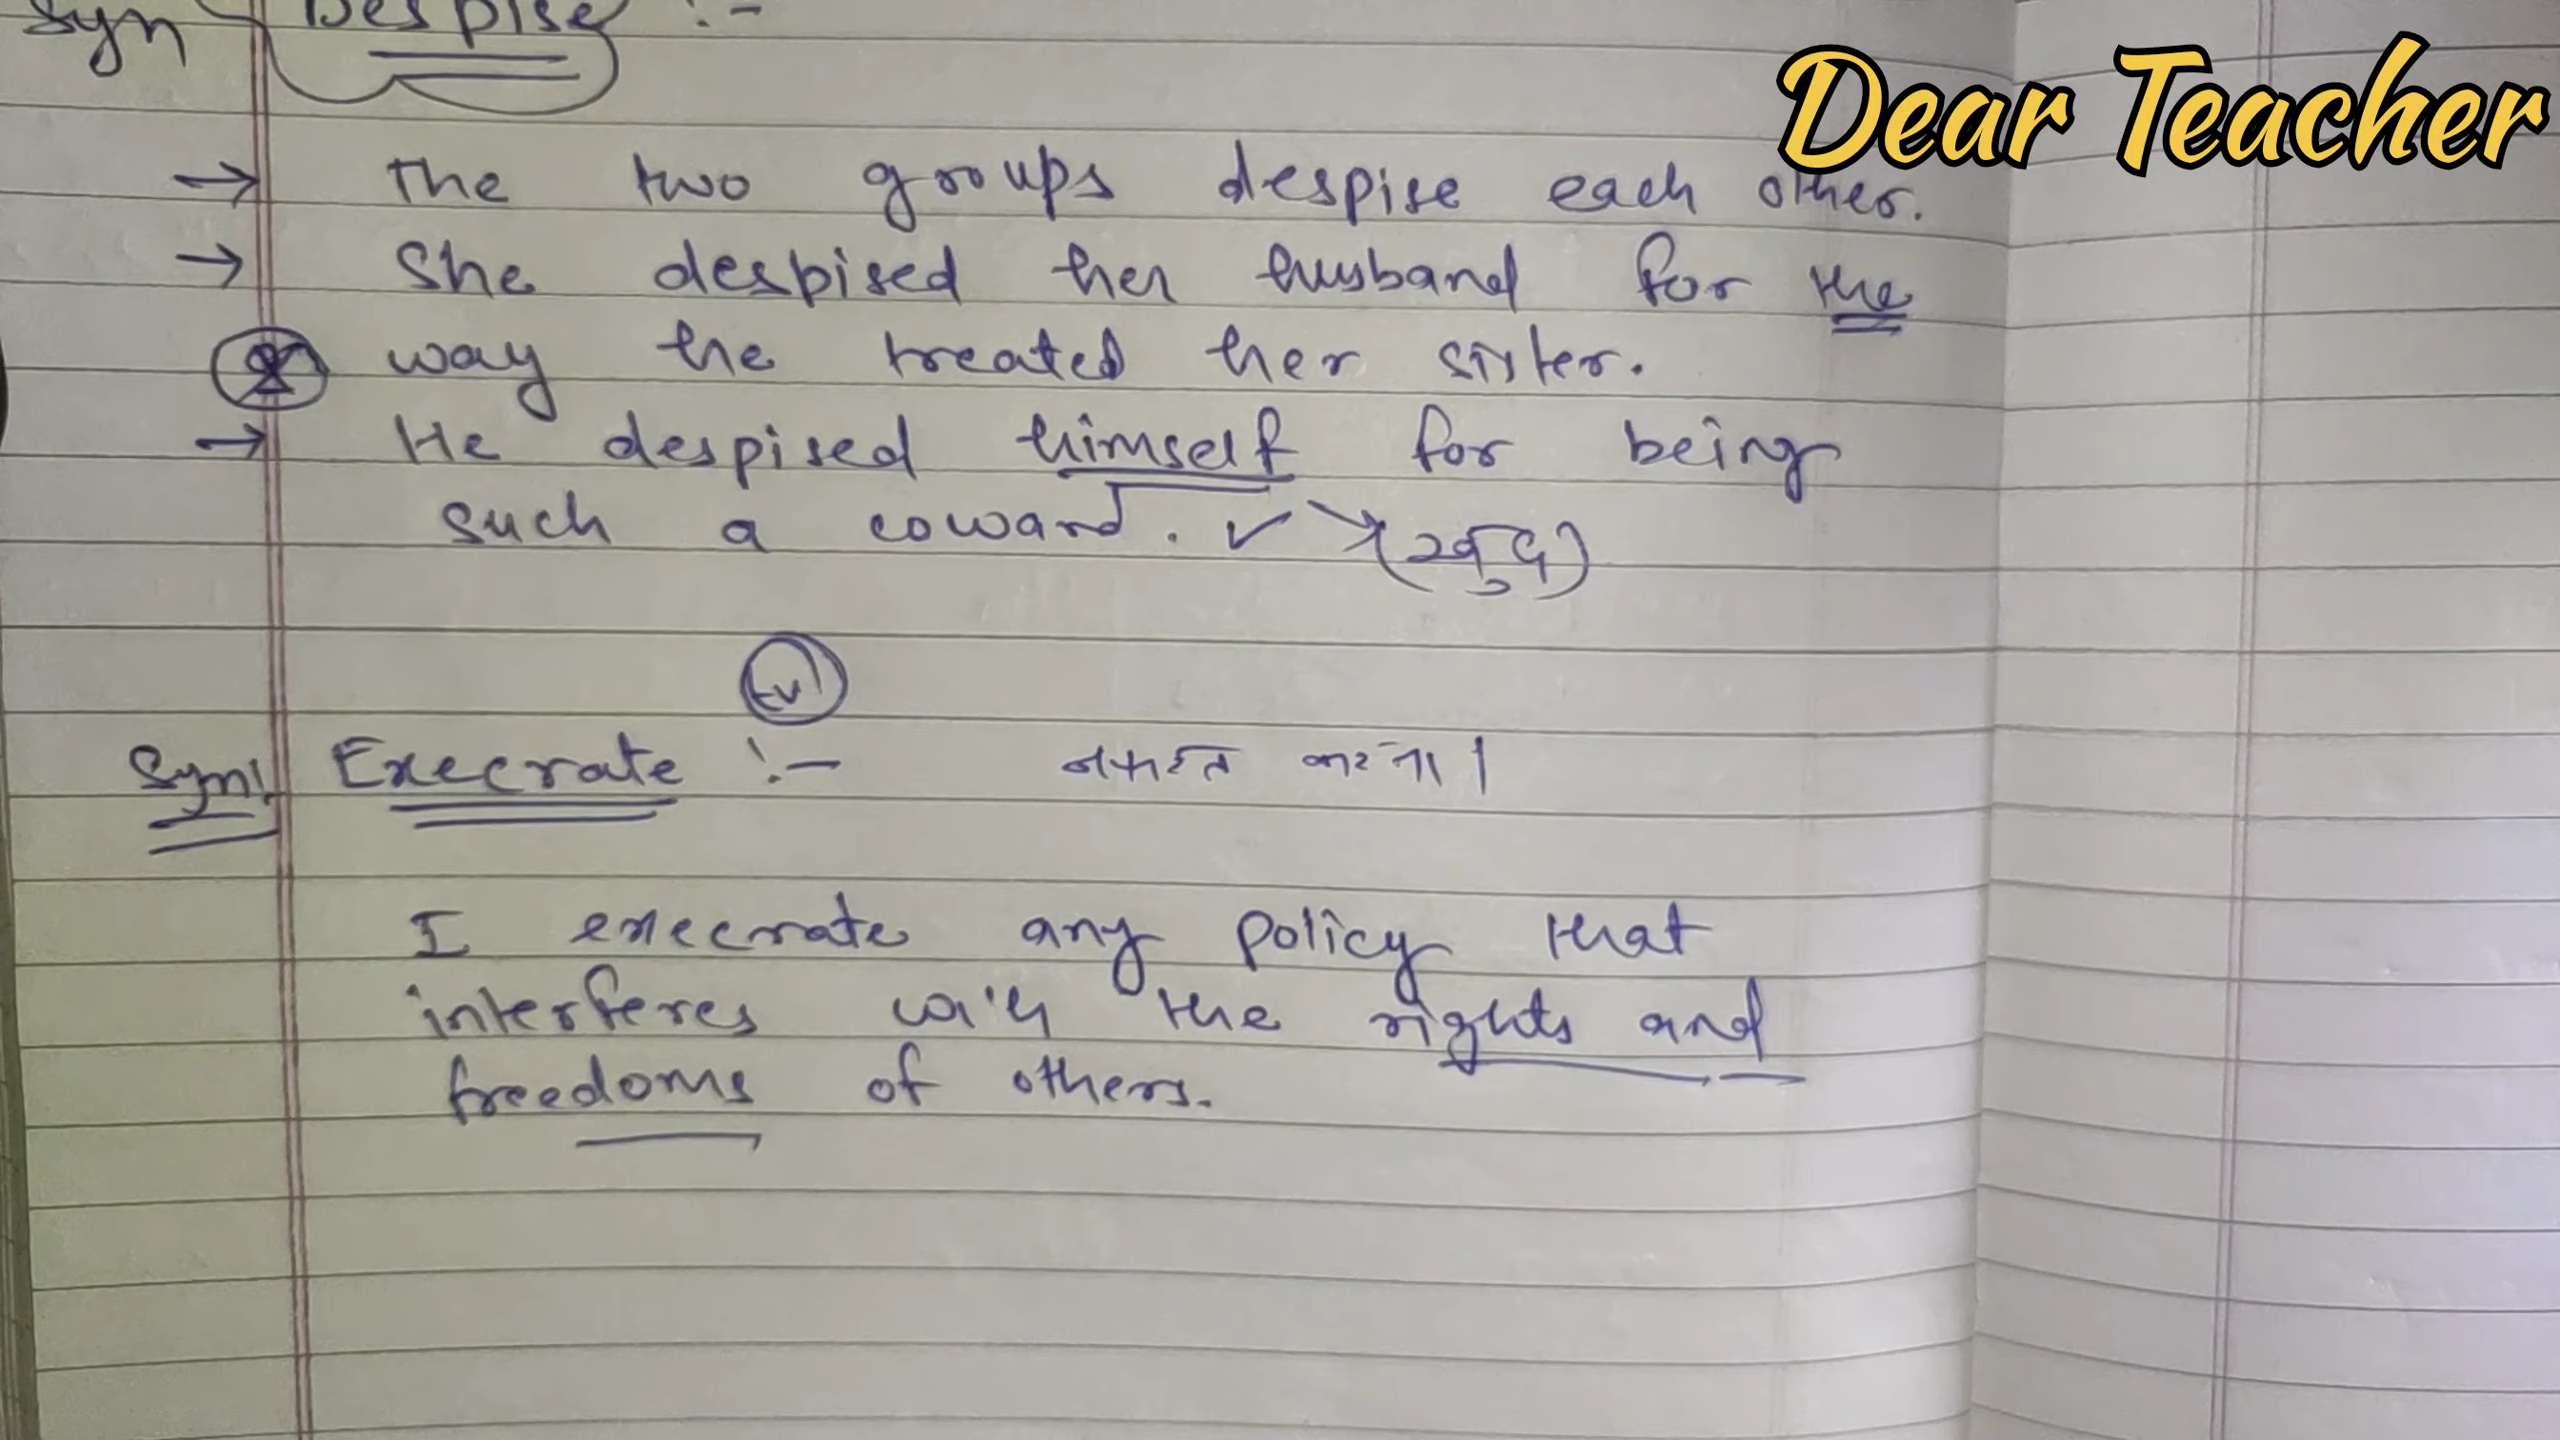 Syn Despise :-
Dear Teacher
→ The two groups despise each other.
→ She despised her husband for the
way he treated her sister.
→ He despised himself for being
such a coward. ✓ → (खुद)
(v)
Syn! Execrate :- नफरत करना।
I execrate any policy that
interferes with the rights and
freedoms of others.